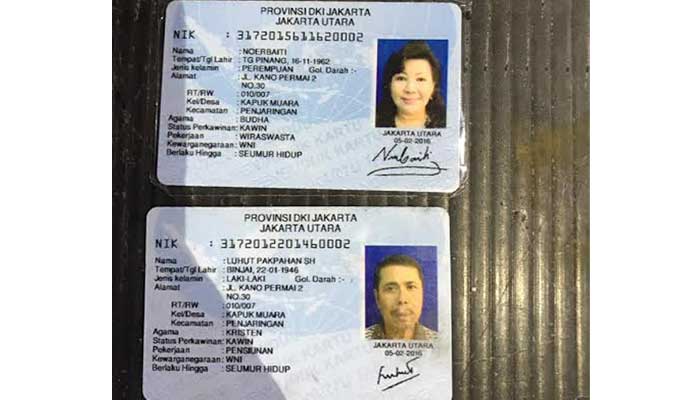 PROVINSI DKI JAKARTA
JAKARTA UTARA
NIK : 3172015611620002
Nama : NOERBAITI
Tempat/Tgl Lahir : TG PINANG, 16-11-1962
Jenis kelamin : PEREMPUAN Gol. Darah :-
Alamat : JL. KANO PERMAI 2
NO.30
RT/RW : 010/007
Kel/Desa : KAPUK MUARA
Kecamatan : PENJARINGAN
Agama : BUDHA
Status Perkawinan: KAWIN
Pekerjaan : WIRASWASTA
Kewarganegaraan: WNI
Berlaku Hingga : SEUMUR HIDUP
JAKARTA UTARA
05-02-2016
PROVINSI DKI JAKARTA
JAKARTA UTARA
NIK : 3172012201460002
Nama : LUHUT PAKPAHAN SH
Tempat/Tgl Lahir : BINJAI, 22-01-1946
Jenis kelamin : LAKI-LAKI Gol. Darah :-
Alamat : JL. KANO PERMAI 2
NO.30
RT/RW : 010/007
Kel/Desa : KAPUK MUARA
Kecamatan : PENJARINGAN
Agama : KRISTEN
Status Perkawinan: KAWIN
Pekerjaan : PENSIUNAN
Kewarganegaraan: WNI
Berlaku Hingga : SEUMUR HIDUP
JAKARTA UTARA
05-02-2016